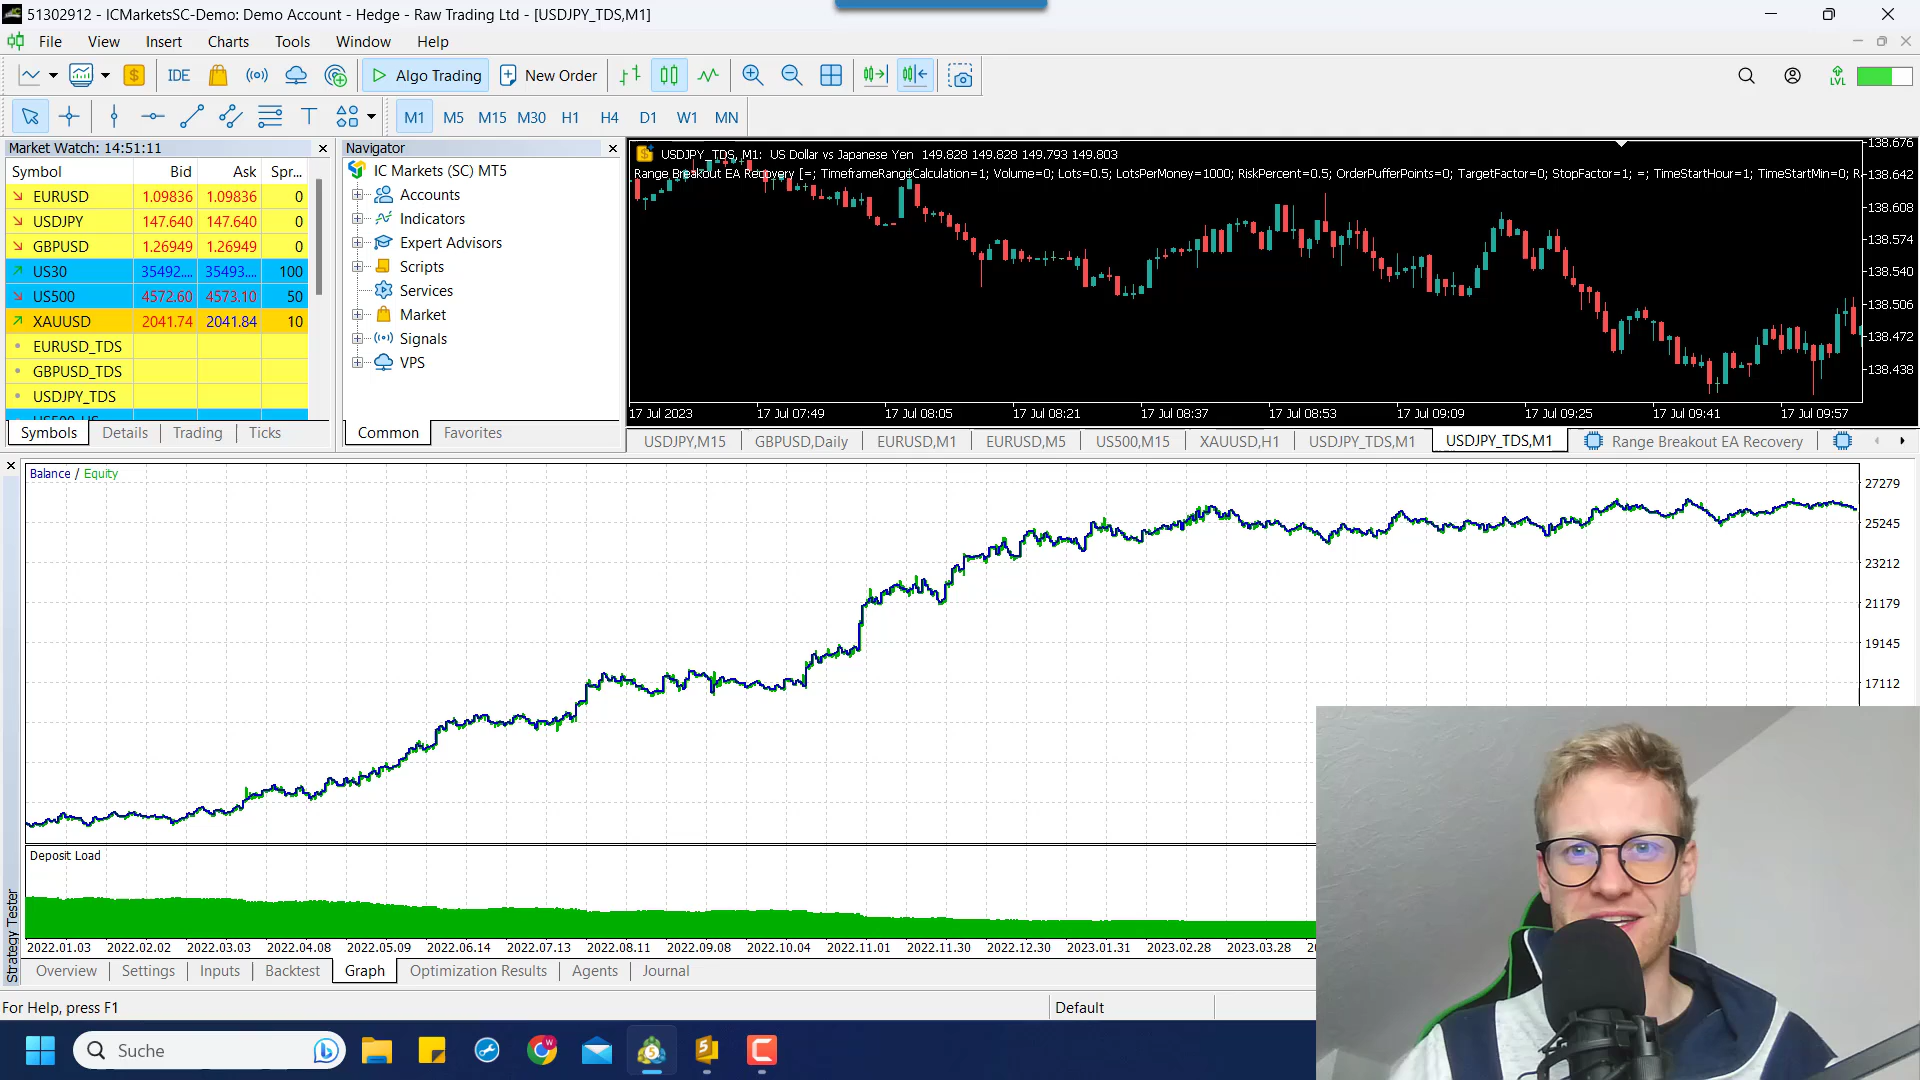 51302912 - ICMarketsSC-Demo: Demo Account - Hedge - Raw Trading Ltd - [USDJPY_TDS,M1]
File View Insert Charts Tools Window Help
IDE Algo Trading New Order LVL
M1 M5 M15 M30 H1 H4 D1 W1 MN
Market Watch: 14:51:11
Symbol Bid Ask Spr...
EURUSD 1.09836 1.09836 0
USDJPY 147.640 147.640 0
GBPUSD 1.26949 1.26949 0
US30 35492.... 35493.... 100
US500 4572.60 4573.10 50
XAUUSD 2041.74 2041.84 10
EURUSD_TDS
GBPUSD_TDS
USDJPY_TDS
Symbols Details Trading Ticks
Navigator
IC Markets (SC) MT5
Accounts
Indicators
Expert Advisors
Scripts
Services
Market
Signals
VPS
Common Favorites
USDJPY_TDS, M1: US Dollar vs Japanese Yen 149.828 149.828 149.793 149.803
Range Breakout EA Recovery [=; TimeframeRangeCalculation=1; Volume=0; Lots=0.5; LotsPerMoney=1000; RiskPercent=0.5; OrderPufferPoints=0; TargetFactor=0; StopFactor=1; =; TimeStartHour=1; TimeStartMin=0; R
138.676
138.642
138.608
138.574
138.540
138.506
138.472
138.438
17 Jul 2023 17 Jul 07:49 17 Jul 08:05 17 Jul 08:21 17 Jul 08:37 17 Jul 08:53 17 Jul 09:09 17 Jul 09:25 17 Jul 09:41 17 Jul 09:57
USDJPY,M15 GBPUSD,Daily EURUSD,M1 EURUSD,M5 US500,M15 XAUUSD,H1 USDJPY_TDS,M1 USDJPY_TDS,M1 Range Breakout EA Recovery
Balance / Equity
27279
25245
23212
21179
19145
17112
Deposit Load
2022.01.03 2022.02.02 2022.03.03 2022.04.08 2022.05.09 2022.06.14 2022.07.13 2022.08.11 2022.09.08 2022.10.04 2022.11.01 2022.11.30 2022.12.30 2023.01.31 2023.02.28 2023.03.28
Strategy Tester
Overview Settings Inputs Backtest Graph Optimization Results Agents Journal
For Help, press F1 Default
Suche